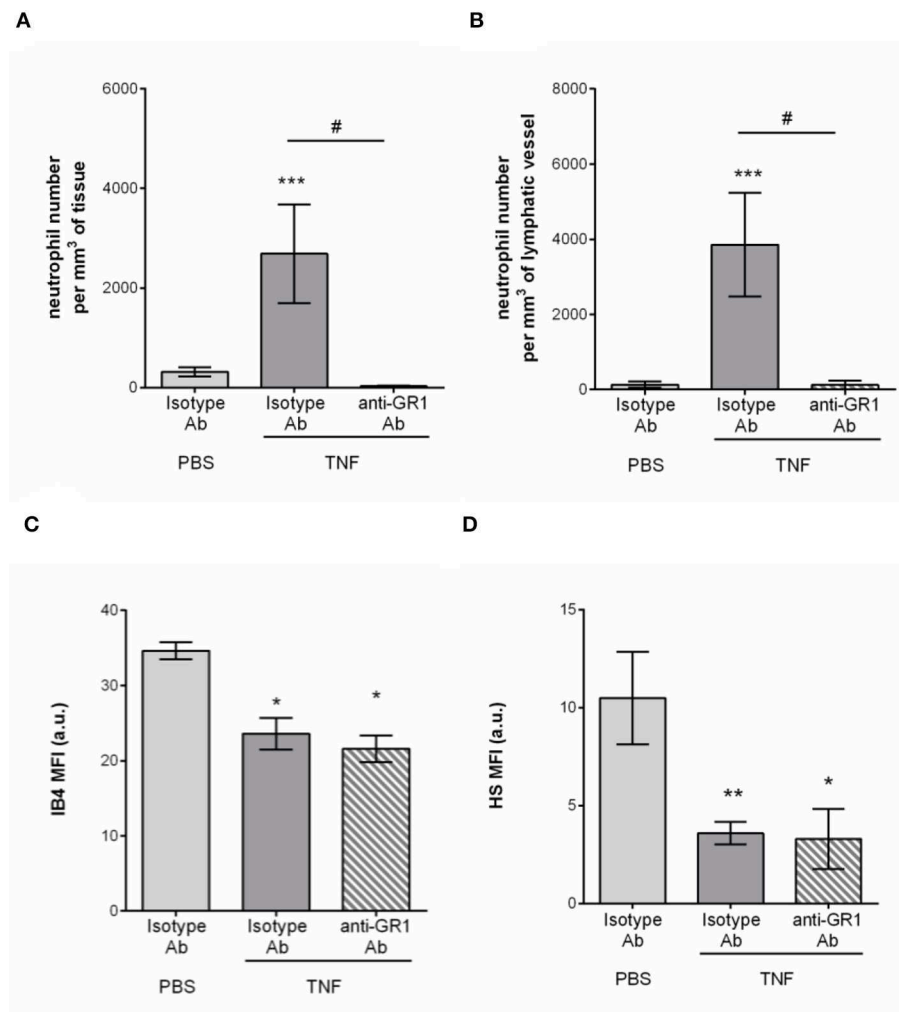 A
neutrophil number
per mm³ of tissue
6000
4000
2000
0
#
***
Isotype Ab
Isotype Ab
anti-GR1 Ab
PBS
TNF
B
neutrophil number
per mm³ of lymphatic vessel
8000
6000
4000
2000
0
#
***
Isotype Ab
Isotype Ab
anti-GR1 Ab
PBS
TNF
C
IB4 MFI (a.u.)
40
30
20
10
0
*
*
Isotype Ab
Isotype Ab
anti-GR1 Ab
PBS
TNF
D
HS MFI (a.u.)
15
10
5
0
**
*
Isotype Ab
Isotype Ab
anti-GR1 Ab
PBS
TNF